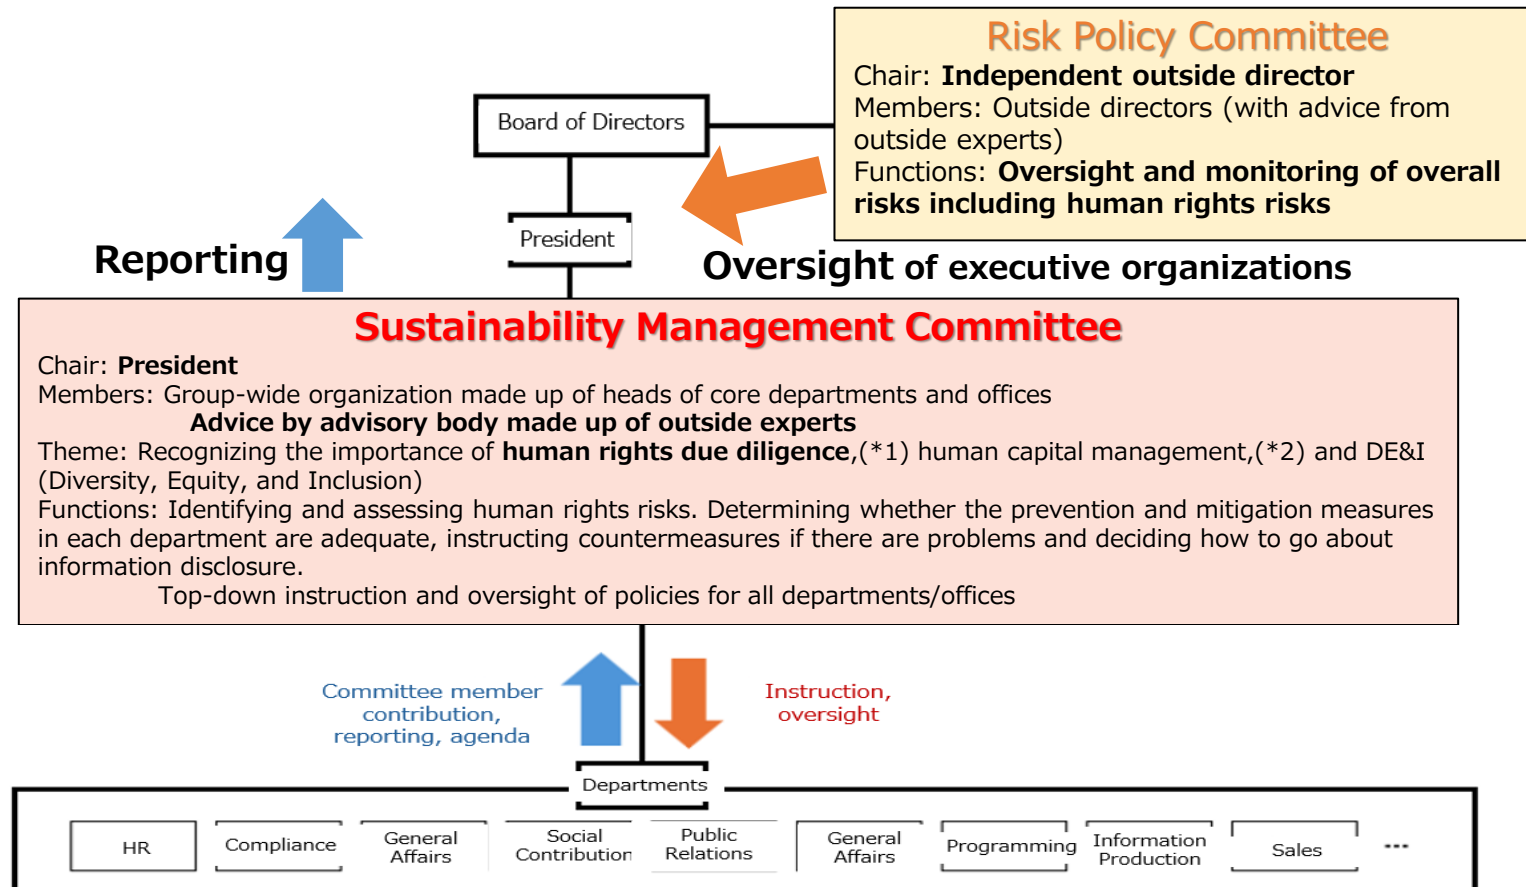 Risk Policy Committee
Chair: Independent outside director
Members: Outside directors (with advice from
outside experts)
Functions: Oversight and monitoring of overall
risks including human rights risks
Board of Directors
President
Reporting
Oversight of executive organizations
Sustainability Management Committee
Chair: President
Members: Group-wide organization made up of heads of core departments and offices
Advice by advisory body made up of outside experts
Theme: Recognizing the importance of human rights due diligence,(*1) human capital management,(*2) and DE&I
(Diversity, Equity, and Inclusion)
Functions: Identifying and assessing human rights risks. Determining whether the prevention and mitigation measures
in each department are adequate, instructing countermeasures if there are problems and deciding how to go about
information disclosure.
Top-down instruction and oversight of policies for all departments/offices
Committee member
contribution,
reporting, agenda
Instruction,
oversight
Departments
HR
Compliance
General
Affairs
Social
Contribution
Public
Relations
General
Affairs
Programming
Information
Production
Sales
...